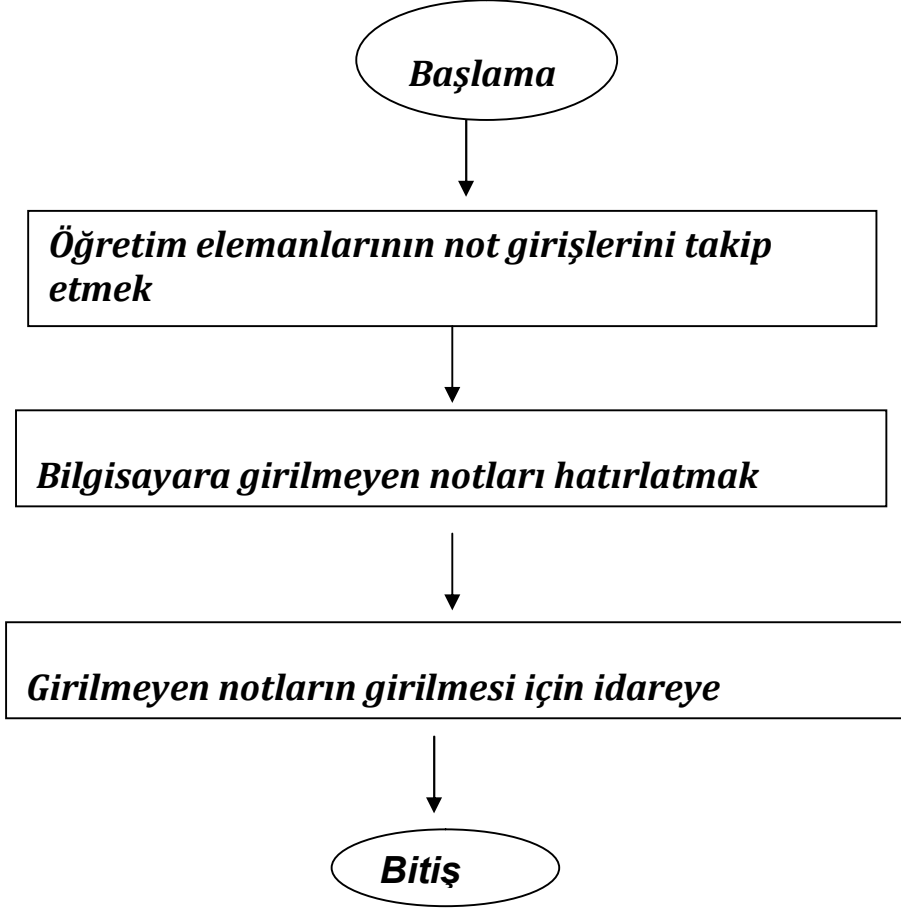 Başlama
Öğretim elemanlarının not girişlerini takip
etmek
Bilgisayara girilmeyen notları hatırlatmak
Girilmeyen notların girilmesi için idareye
Bitiş